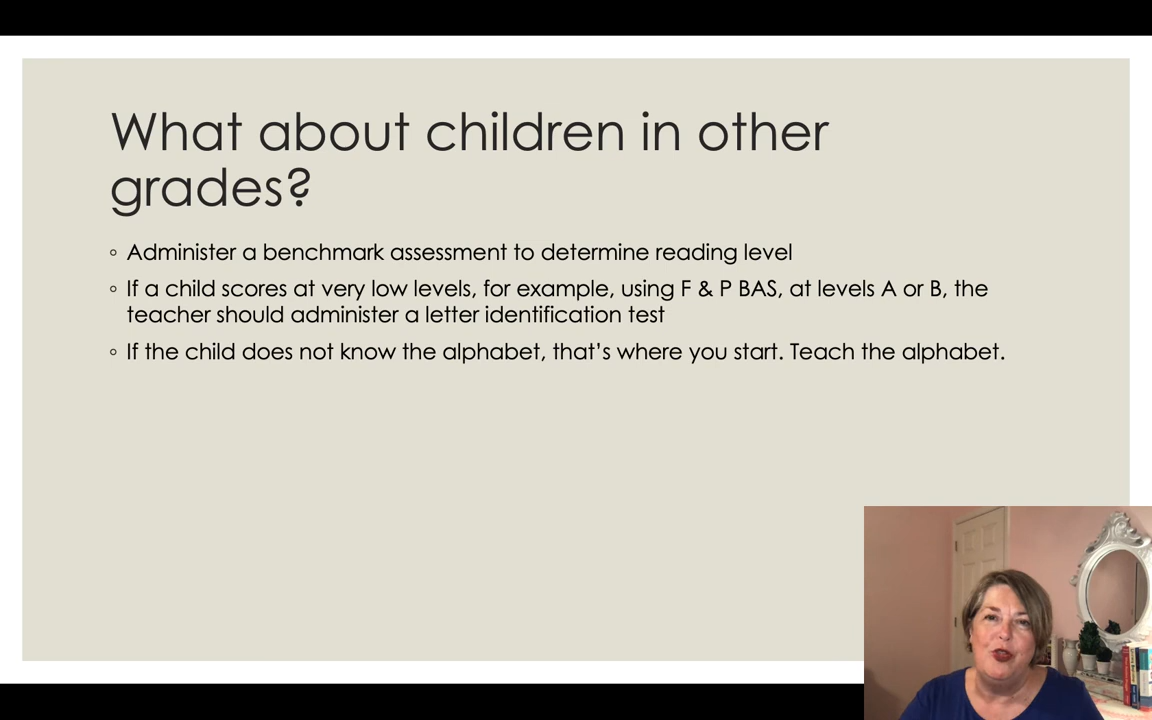 What about children in other
grades?
◦ Administer a benchmark assessment to determine reading level
◦ If a child scores at very low levels, for example, using F & P BAS, at levels A or B, the
teacher should administer a letter identification test
◦ If the child does not know the alphabet, that’s where you start. Teach the alphabet.